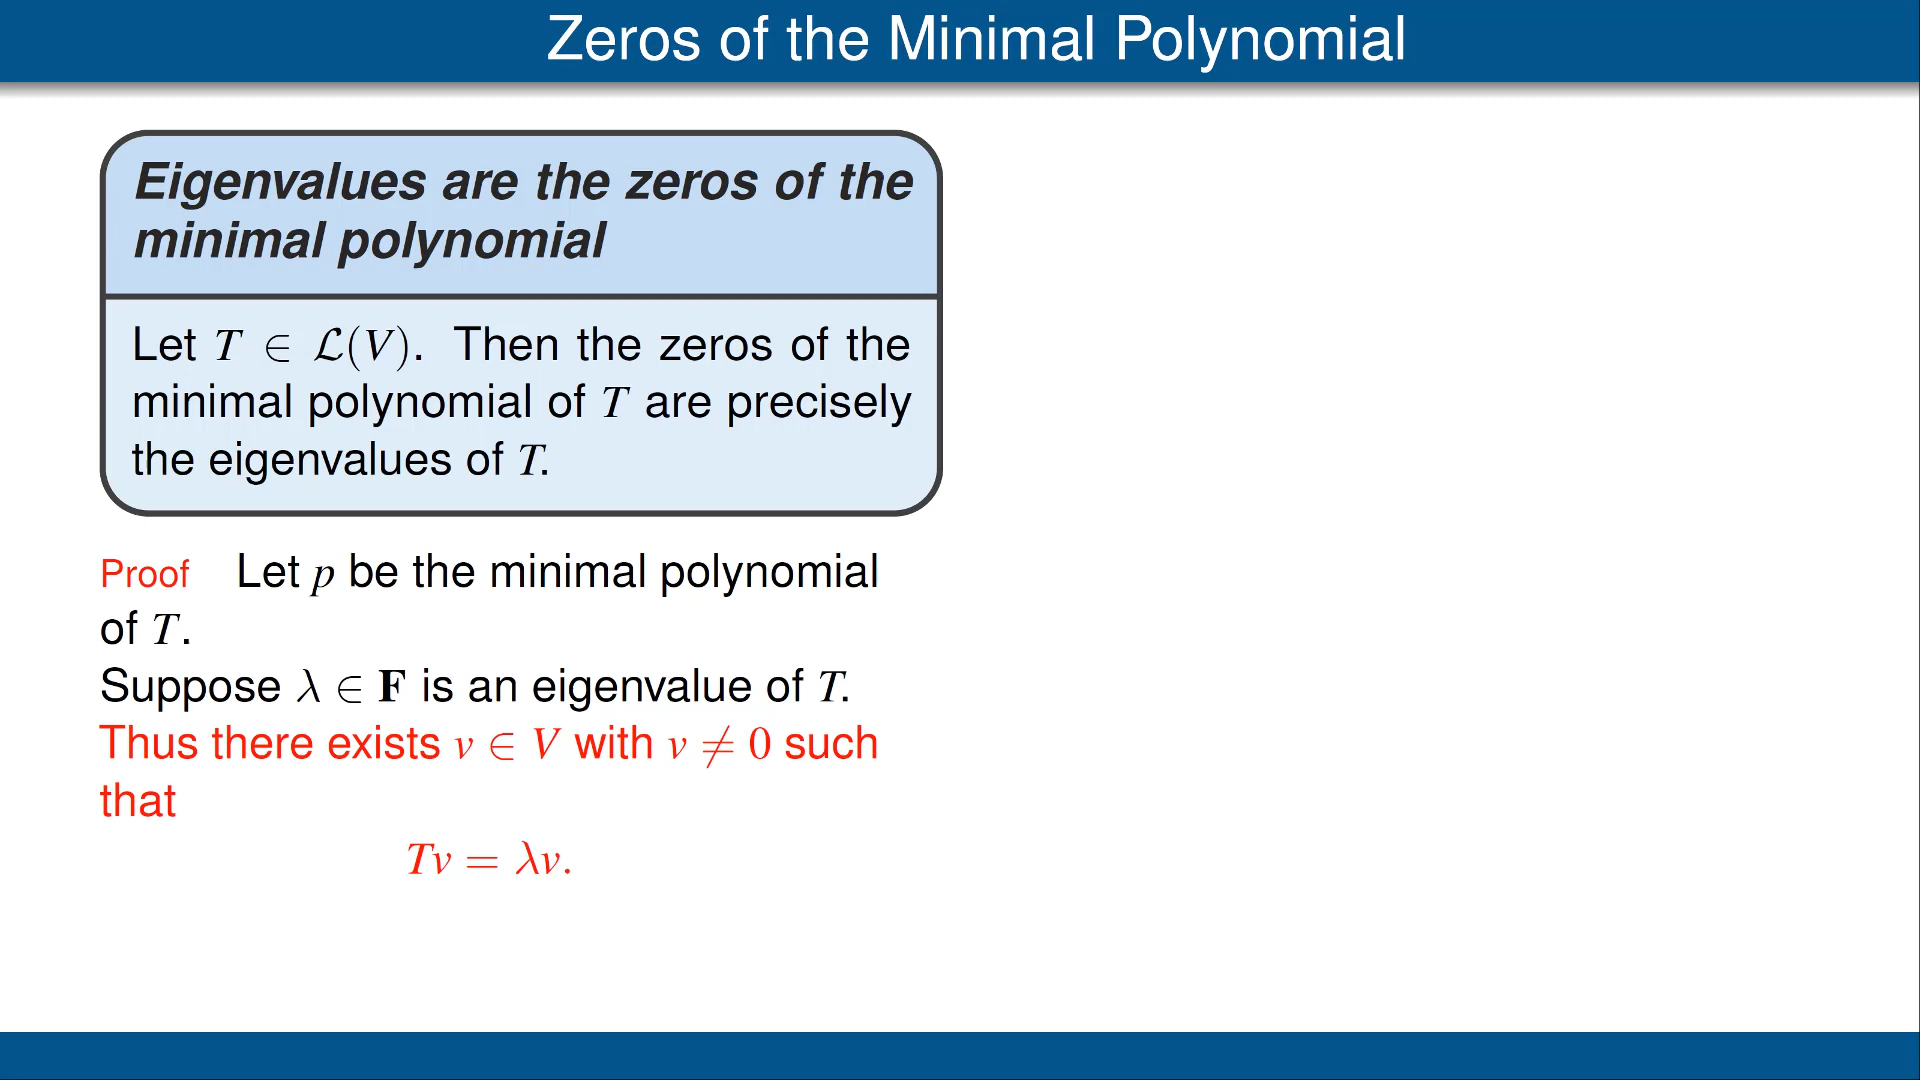 Zeros of the Minimal Polynomial
Eigenvalues are the zeros of the
minimal polynomial
Let T ∈ ℒ(V). Then the zeros of the
minimal polynomial of T are precisely
the eigenvalues of T.
Proof Let p be the minimal polynomial
of T.
Suppose λ ∈ F is an eigenvalue of T.
Thus there exists v ∈ V with v ≠ 0 such
that
Tv = λv.